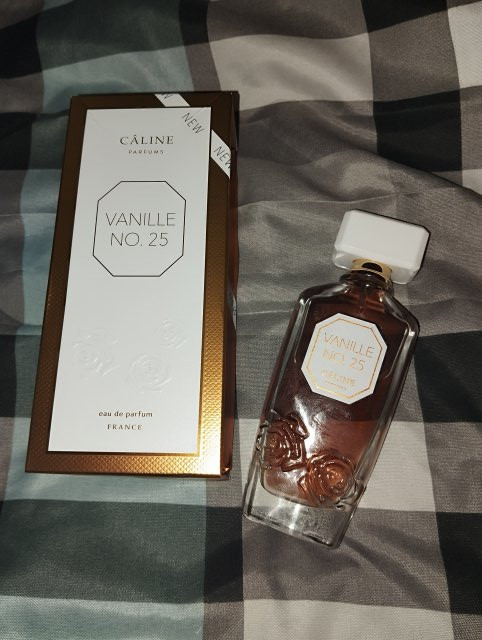 NEW
NEW
CÂLINE
PARFUMS
VANILLE
NO. 25
eau de parfum
FRANCE
VANILLE
NO. 25